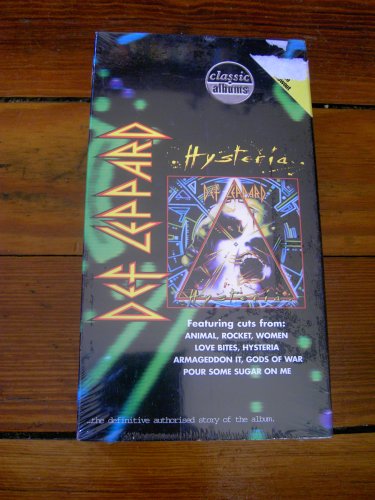 classic
albums
DEF LEPPARD
Hysteria
DEF LEPPARD
Hysteria
Featuring cuts from:
ANIMAL, ROCKET, WOMEN
LOVE BITES, HYSTERIA
ARMAGEDDON IT, GODS OF WAR
POUR SOME SUGAR ON ME
...the definitive authorised story of the album.